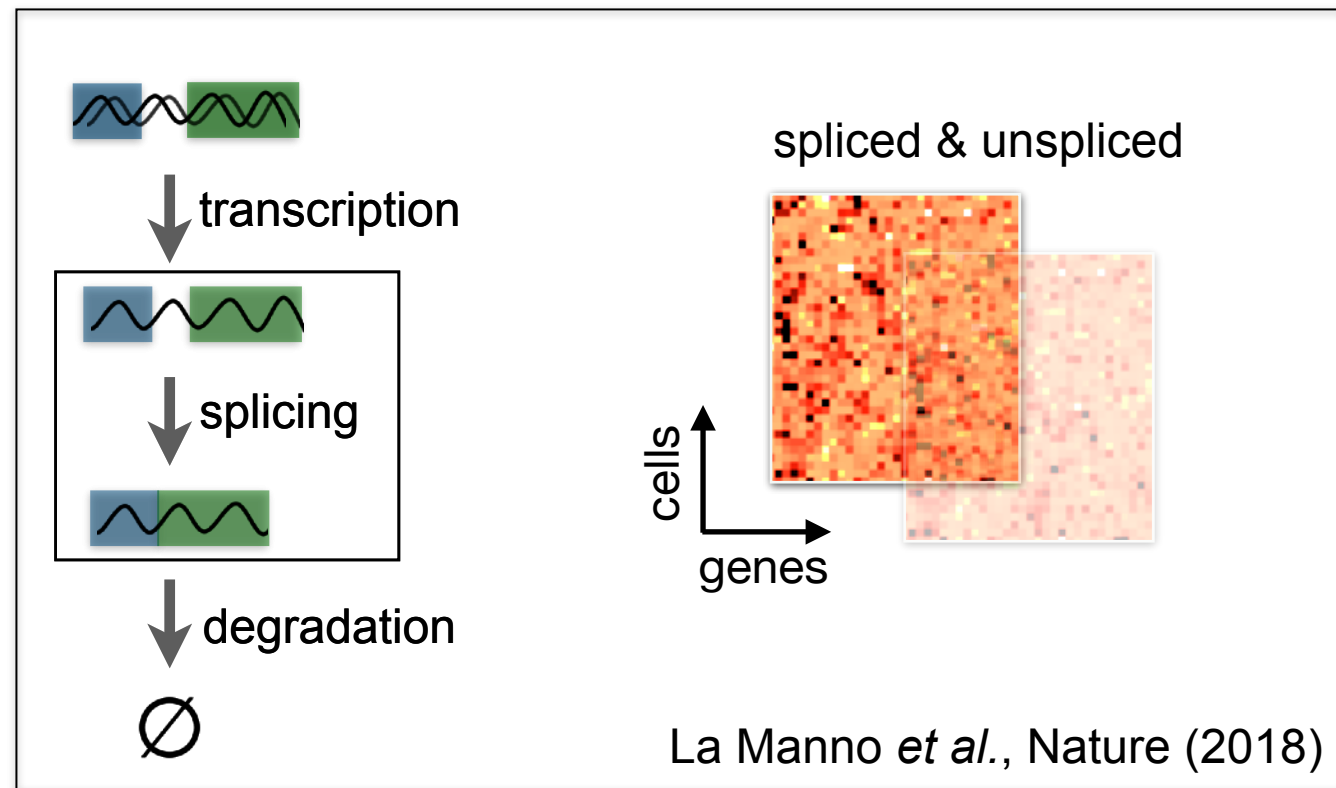 transcription
splicing
degradation
∅
spliced & unspliced
cells
genes
La Manno et al., Nature (2018)